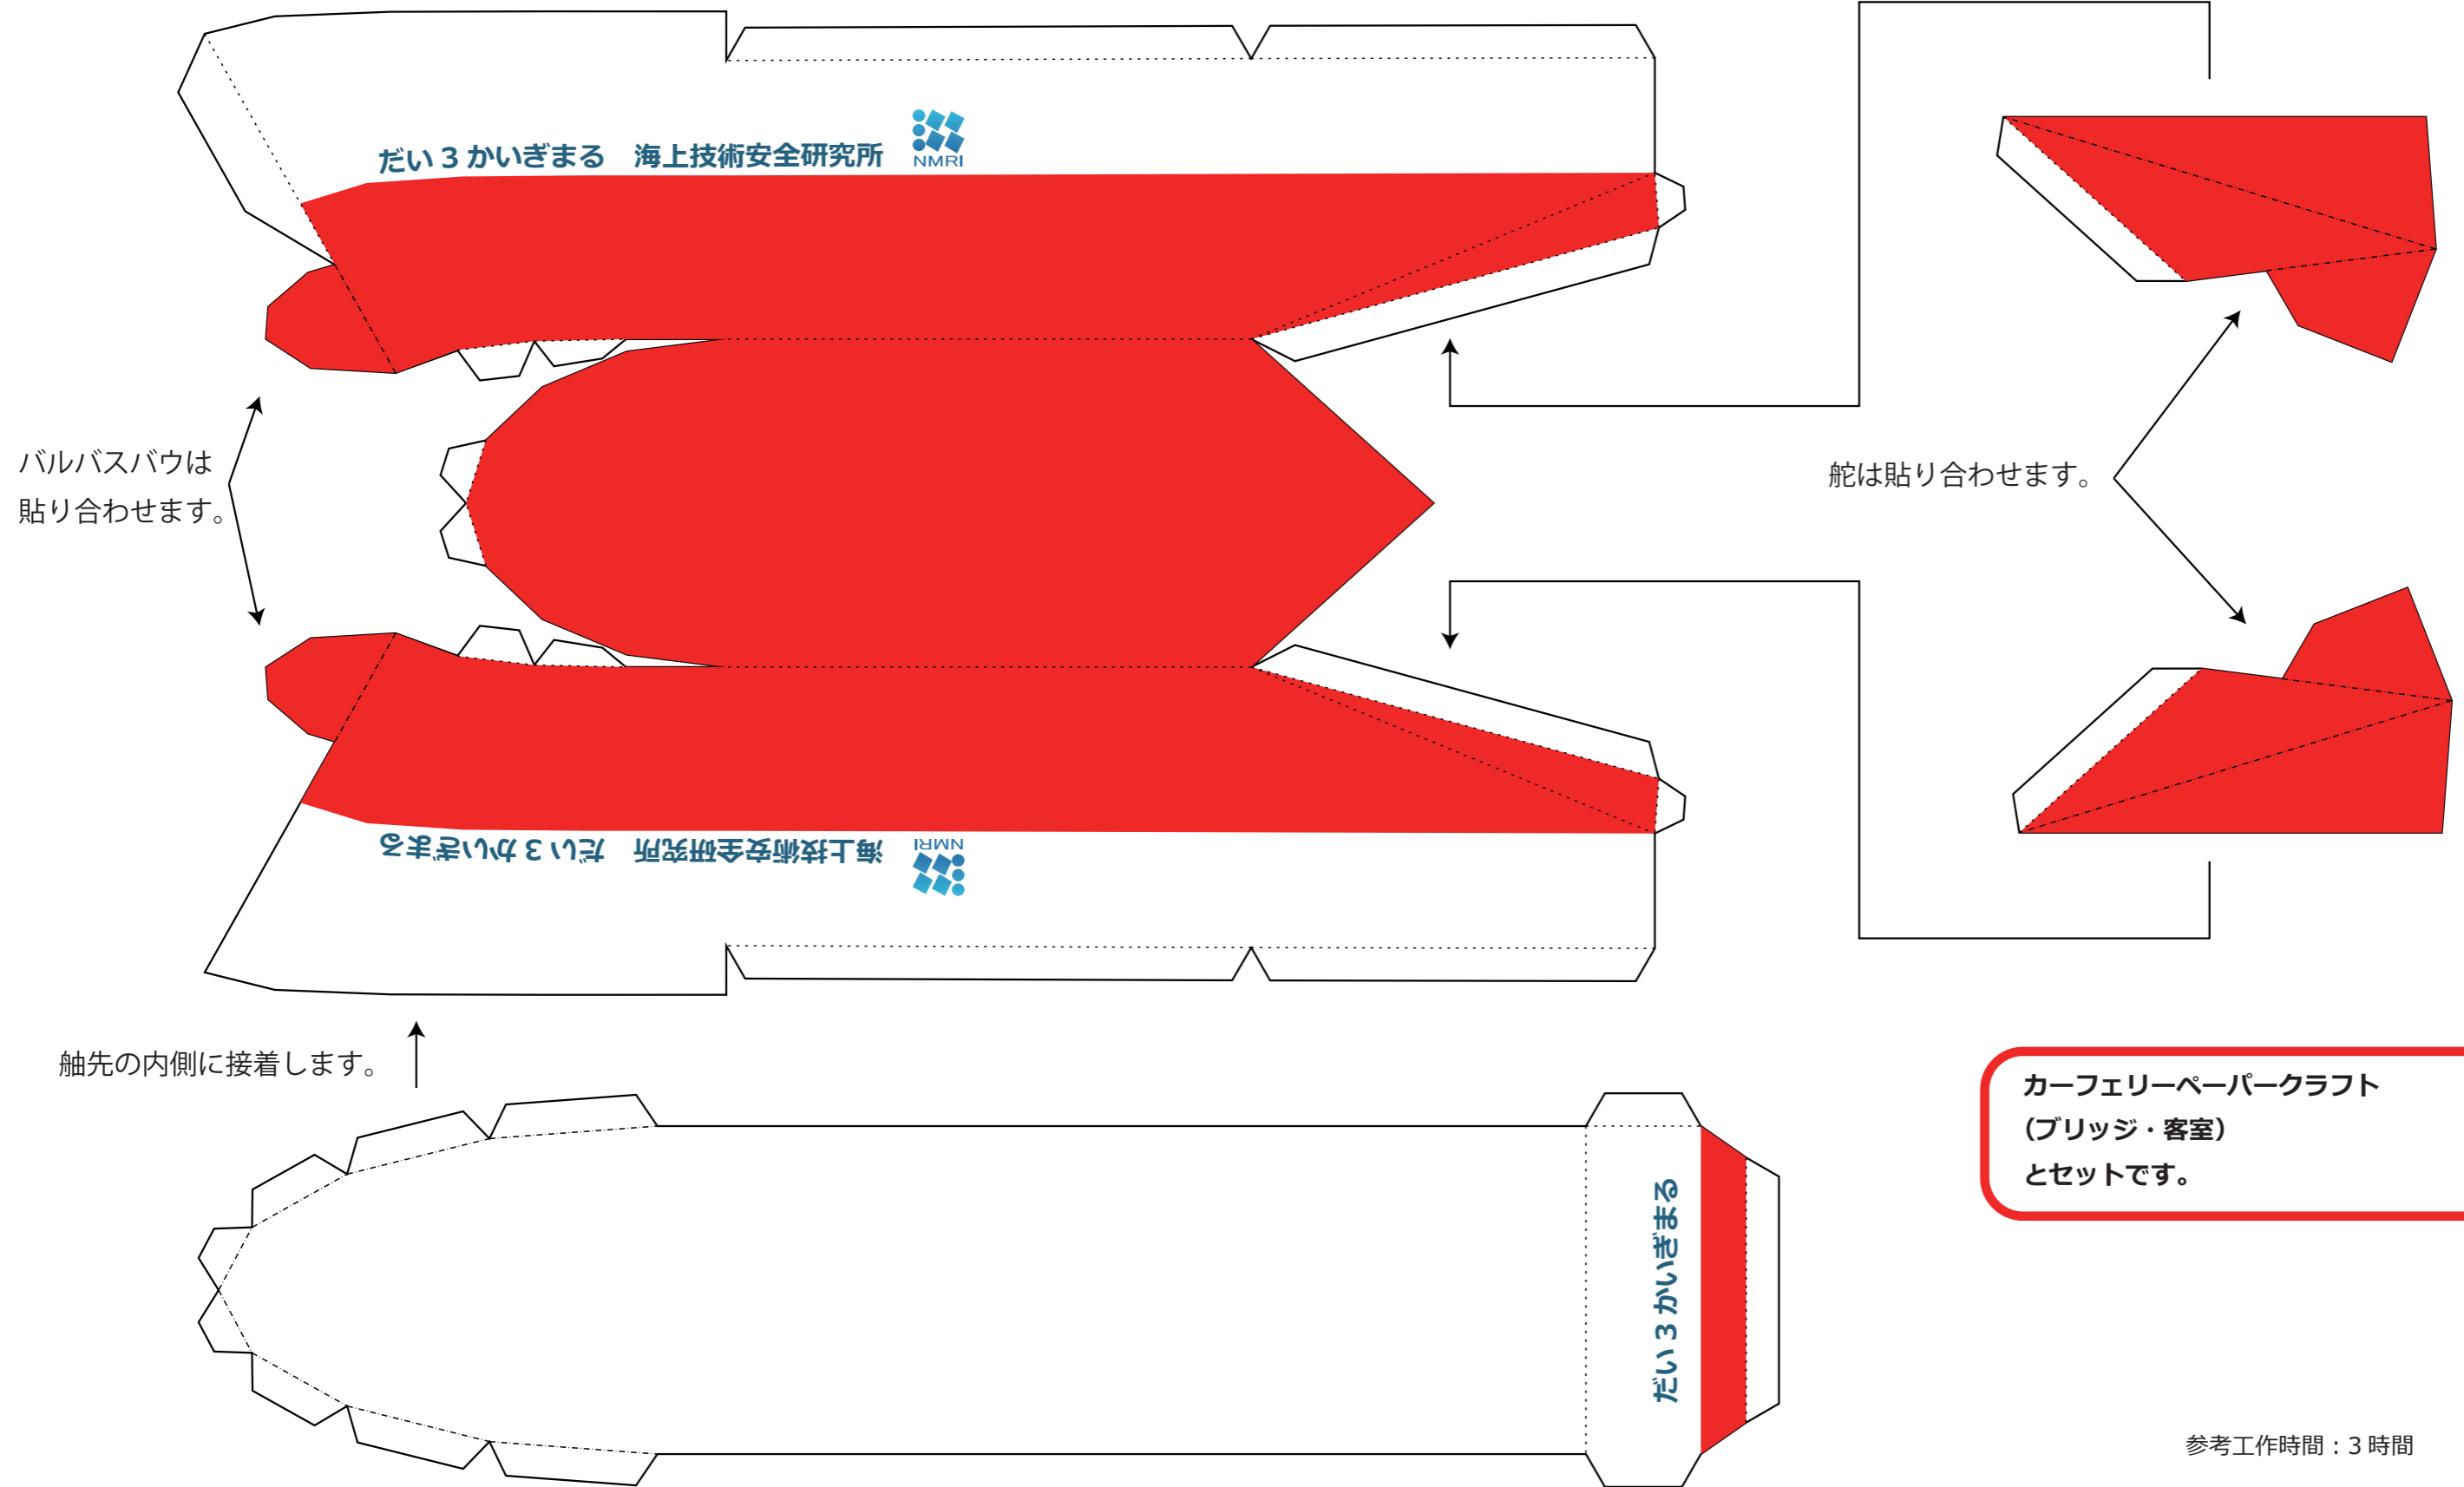 だい３かいぎまる　海上技術安全研究所
NMRI
バルバスバウは
貼り合わせます。
舵は貼り合わせます。
海上技術安全研究所　だい３かいぎまる
NMRI
舳先の内側に接着します。
カーフェリーペーパークラフト
（ブリッジ・客室）
とセットです。
だい３かいぎまる
参考工作時間：3 時間